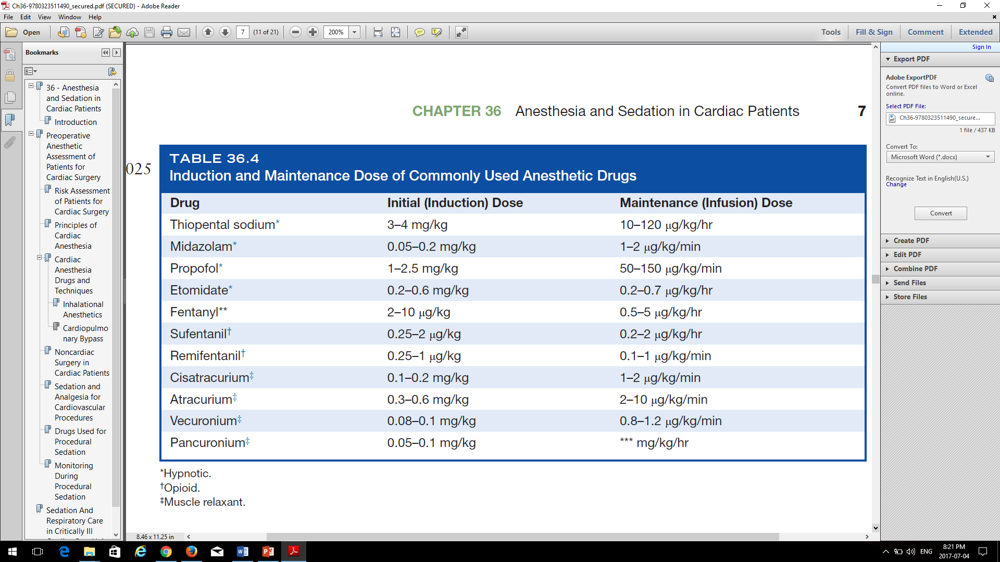 Ch36-9780323511490_secured.pdf (SECURED) - Adobe Reader
File Edit View Window Help
Open 7 (11 of 21) 200% Tools Fill & Sign Comment Extended
Bookmarks
36 - Anesthesia
and Sedation in
Cardiac Patients
Introduction
Preoperative
Anesthetic
Assessment of
Patients for
Cardiac Surgery
Risk Assessment
of Patients for
Cardiac Surgery
Principles of
Cardiac
Anesthesia
Cardiac
Anesthesia
Drugs and
Techniques
Inhalational
Anesthetics
Cardiopulmo
nary Bypass
Noncardiac
Surgery in
Cardiac Patients
Sedation and
Analgesia for
Cardiovascular
Procedures
Drugs Used for
Procedural
Sedation
Monitoring
During
Procedural
Sedation
Sedation And
Respiratory Care
in Critically Ill
CHAPTER 36 Anesthesia and Sedation in Cardiac Patients 7
025
TABLE 36.4
Induction and Maintenance Dose of Commonly Used Anesthetic Drugs
Drug Initial (Induction) Dose Maintenance (Infusion) Dose
Thiopental sodium* 3–4 mg/kg 10–120 μg/kg/hr
Midazolam* 0.05–0.2 mg/kg 1–2 μg/kg/min
Propofol* 1–2.5 mg/kg 50–150 μg/kg/min
Etomidate* 0.2–0.6 mg/kg 0.2–0.7 μg/kg/hr
Fentanyl** 2–10 μg/kg 0.5–5 μg/kg/hr
Sufentanil† 0.25–2 μg/kg 0.2–2 μg/kg/hr
Remifentanil† 0.25–1 μg/kg 0.1–1 μg/kg/min
Cisatracurium‡ 0.1–0.2 mg/kg 1–2 μg/kg/min
Atracurium‡ 0.3–0.6 mg/kg 2–10 μg/kg/min
Vecuronium‡ 0.08–0.1 mg/kg 0.8–1.2 μg/kg/min
Pancuronium‡ 0.05–0.1 mg/kg *** mg/kg/hr
*Hypnotic.
†Opioid.
‡Muscle relaxant.
8.46 x 11.25 in
Sign In
Export PDF
Adobe ExportPDF
Convert PDF files to Word or Excel
online.
Select PDF File:
Ch36-9780323511490_secure...
1 file / 437 KB
Convert To:
Microsoft Word (*.docx)
Recognize Text in English(U.S.)
Change
Convert
Create PDF
Edit PDF
Combine PDF
Send Files
Store Files
ENG
8:21 PM
2017-07-04